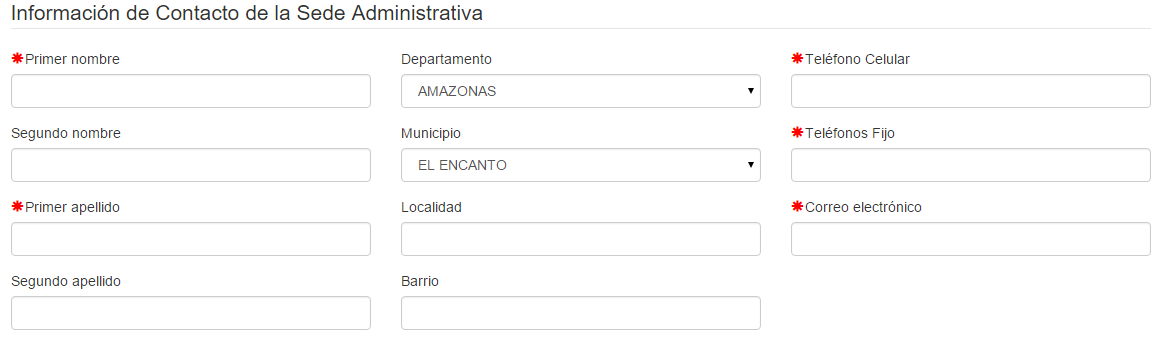 Información de Contacto de la Sede Administrativa
Primer nombre
Departamento
Teléfono Celular
AMAZONAS
Segundo nombre
Municipio
Teléfonos Fijo
EL ENCANTO
Primer apellido
Localidad
Correo electrónico
Segundo apellido
Barrio